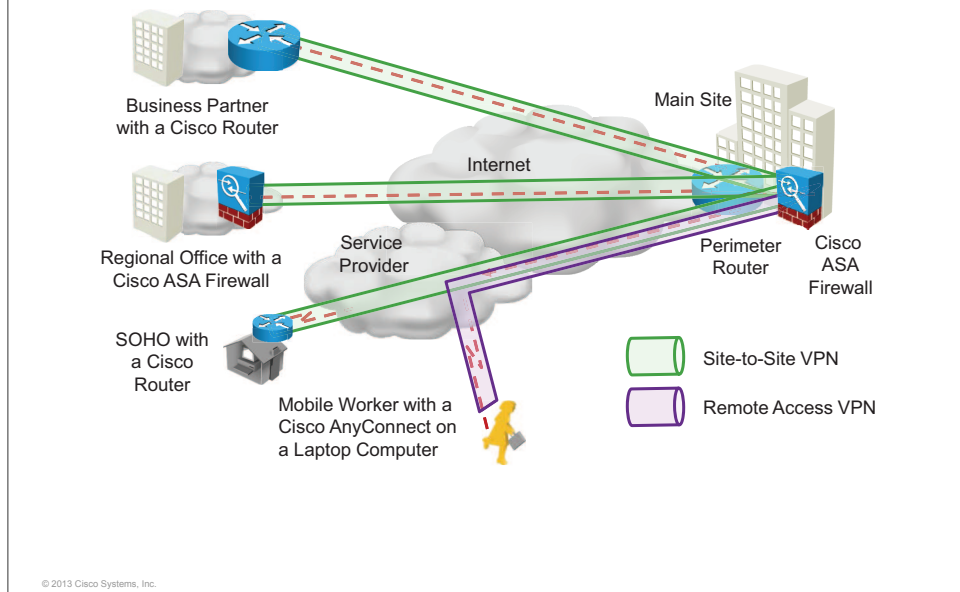 Business Partner
with a Cisco Router
Main Site
Internet
Regional Office with a
Cisco ASA Firewall
Service
Provider
Perimeter
Router
Cisco
ASA
Firewall
SOHO with
a Cisco
Router
Mobile Worker with a
Cisco AnyConnect on
a Laptop Computer
Site-to-Site VPN
Remote Access VPN
© 2013 Cisco Systems, Inc.